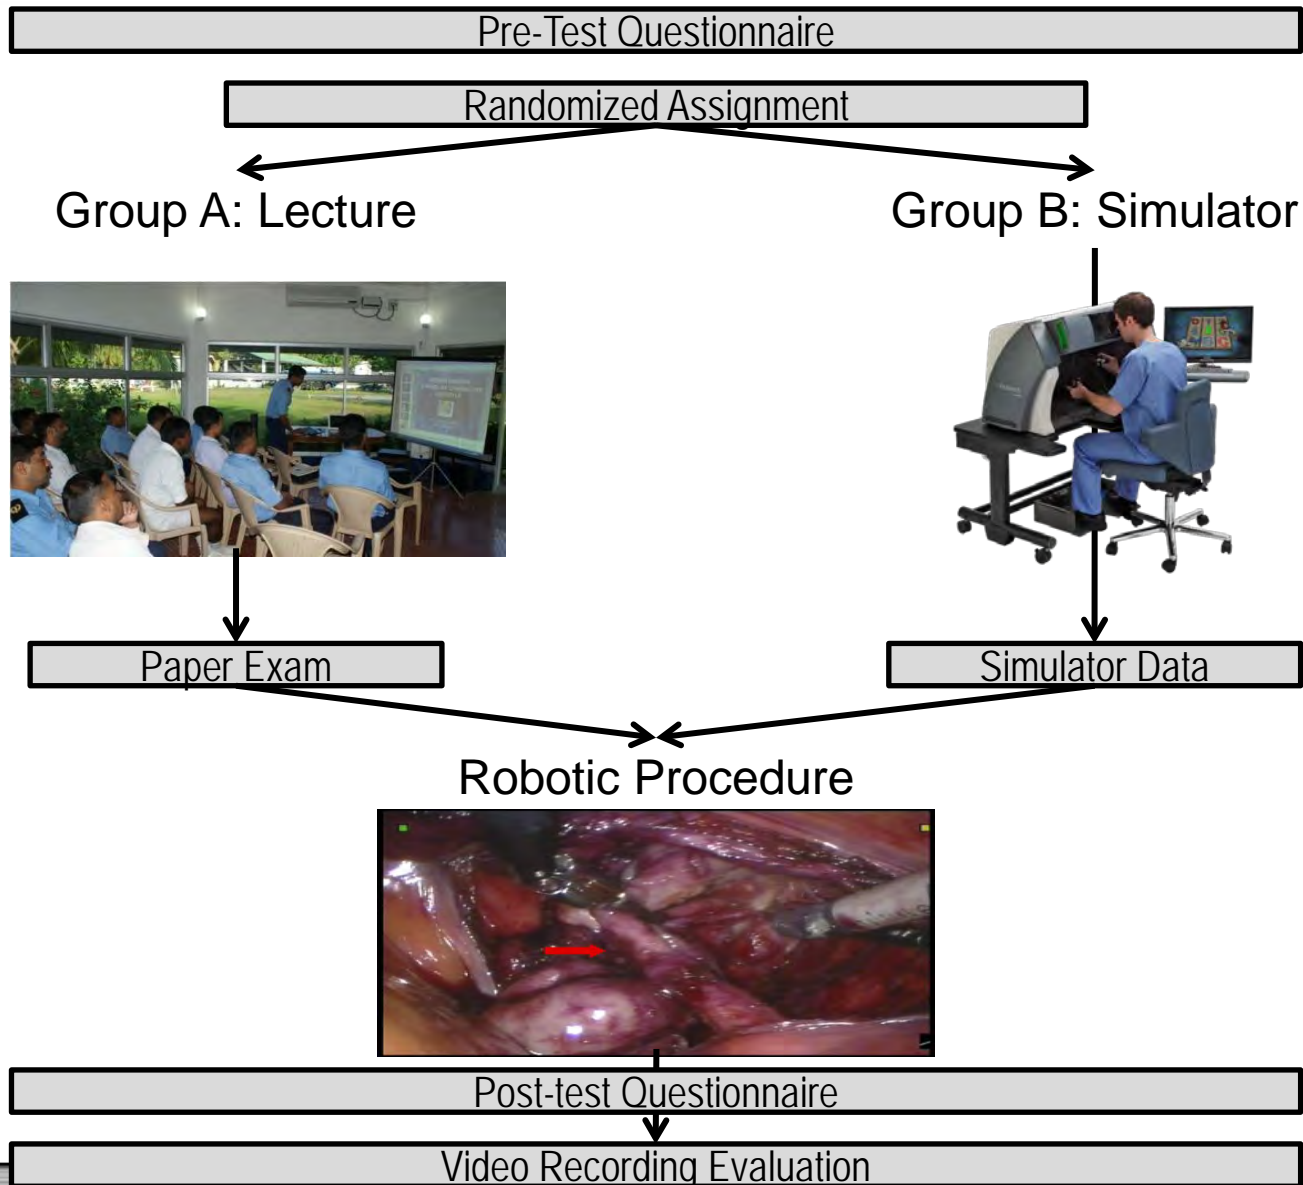 Pre-Test Questionnaire
Randomized Assignment
Group A: Lecture
Group B: Simulator
Paper Exam
Simulator Data
Robotic Procedure
Post-test Questionnaire
Video Recording Evaluation